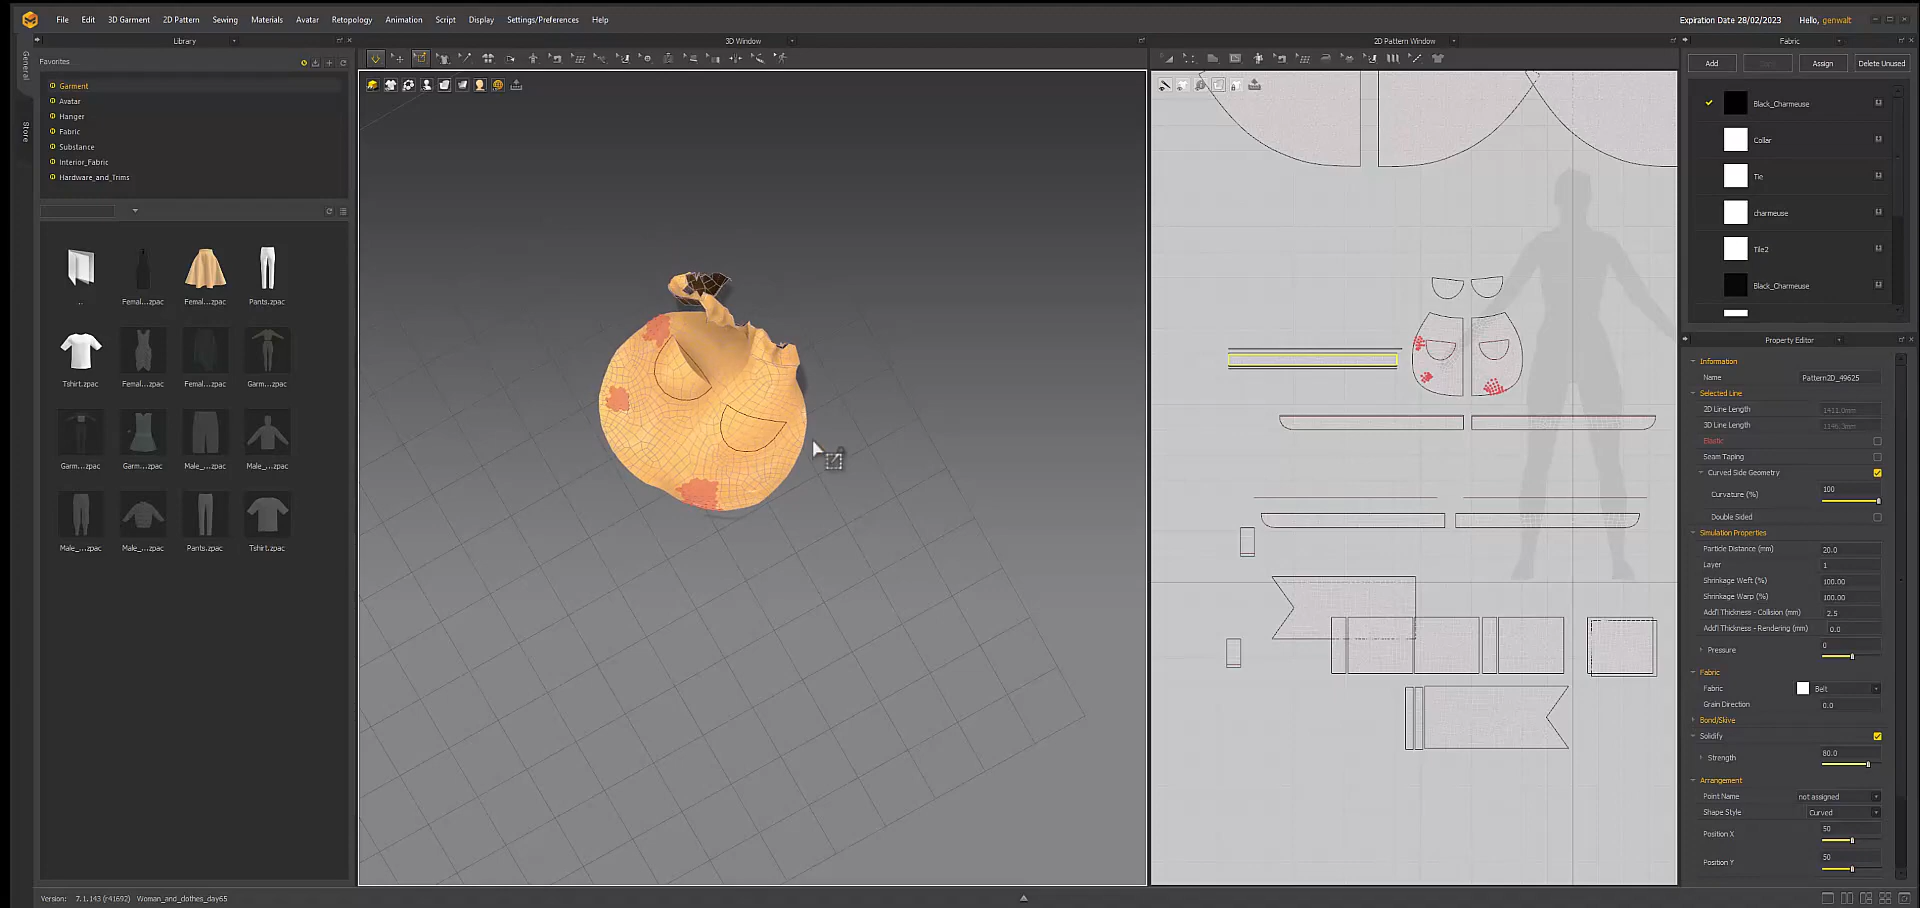 File Edit 3D Garment 2D Pattern Sewing Materials Avatar Retopology Animation Script Display Settings/Preferences Help Expiration Date 28/02/2023 Hello, genwalt
Library 3D Window 2D Pattern Window Fabric
General
Store
Favorites
Garment
Avatar
Hanger
Fabric
Substance
Interior_Fabric
Hardware_and_Trims
.. Femal...zpac Femal...zpac Pants.zpac
Tshirt.zpac Femal...zpac Femal...zpac Garm...zpac
Garm...zpac Garm...zpac Male_...zpac Male_...zpac
Male_...zpac Male_...zpac Pants.zpac Tshirt.zpac
Add Assign Delete Unused
Black_Charmeuse
Collar
Tie
charmeuse
Tile2
Black_Charmeuse
Property Editor
Information
Name Pattern2D_49625
Selected Line
2D Line Length 1411.0mm
3D Line Length 1146.3mm
Elastic
Seam Taping
Curved Side Geometry
Curvature (%) 100
Double Sided
Simulation Properties
Particle Distance (mm) 20.0
Layer 1
Shrinkage Weft (%) 100.00
Shrinkage Warp (%) 100.00
Add'l Thickness - Collision (mm) 2.5
Add'l Thickness - Rendering (mm) 0.0
Pressure 0
Fabric
Fabric Belt
Grain Direction 0.0
Bond/Skive
Solidify
Strength 80.0
Arrangement
Point Name not assigned
Shape Style Curved
Position X 50
Position Y 50
Version: 7.1.143 (r41692) Woman_and_dothes_day65